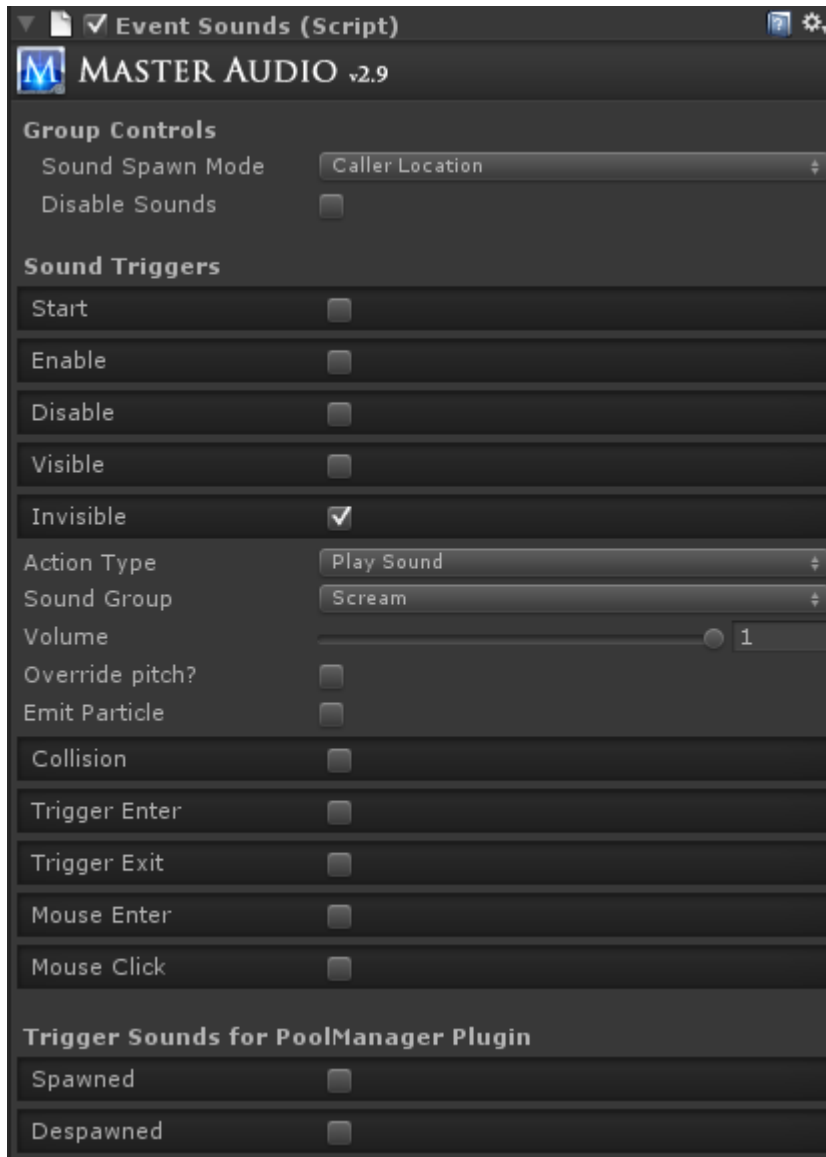 Event Sounds (Script)
MASTER AUDIO v2.9
Group Controls
Sound Spawn Mode Caller Location
Disable Sounds
Sound Triggers
Start
Enable
Disable
Visible
Invisible
Action Type Play Sound
Sound Group Scream
Volume 1
Override pitch?
Emit Particle
Collision
Trigger Enter
Trigger Exit
Mouse Enter
Mouse Click
Trigger Sounds for PoolManager Plugin
Spawned
Despawned